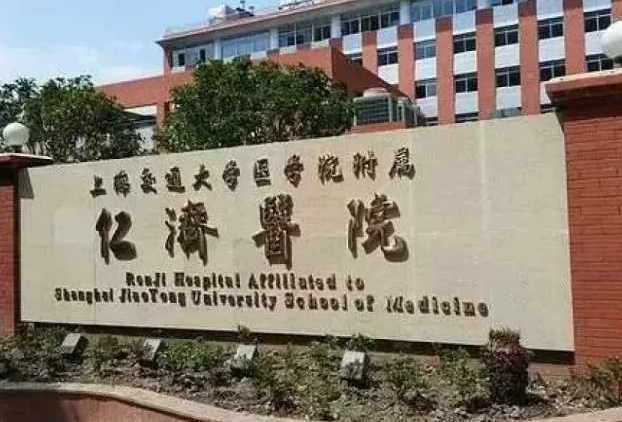 上海交通大学医学院附属
仁濟醫院
RenJi Hospital Affiliated to
Shanghai JiaoTong University School of Medicine